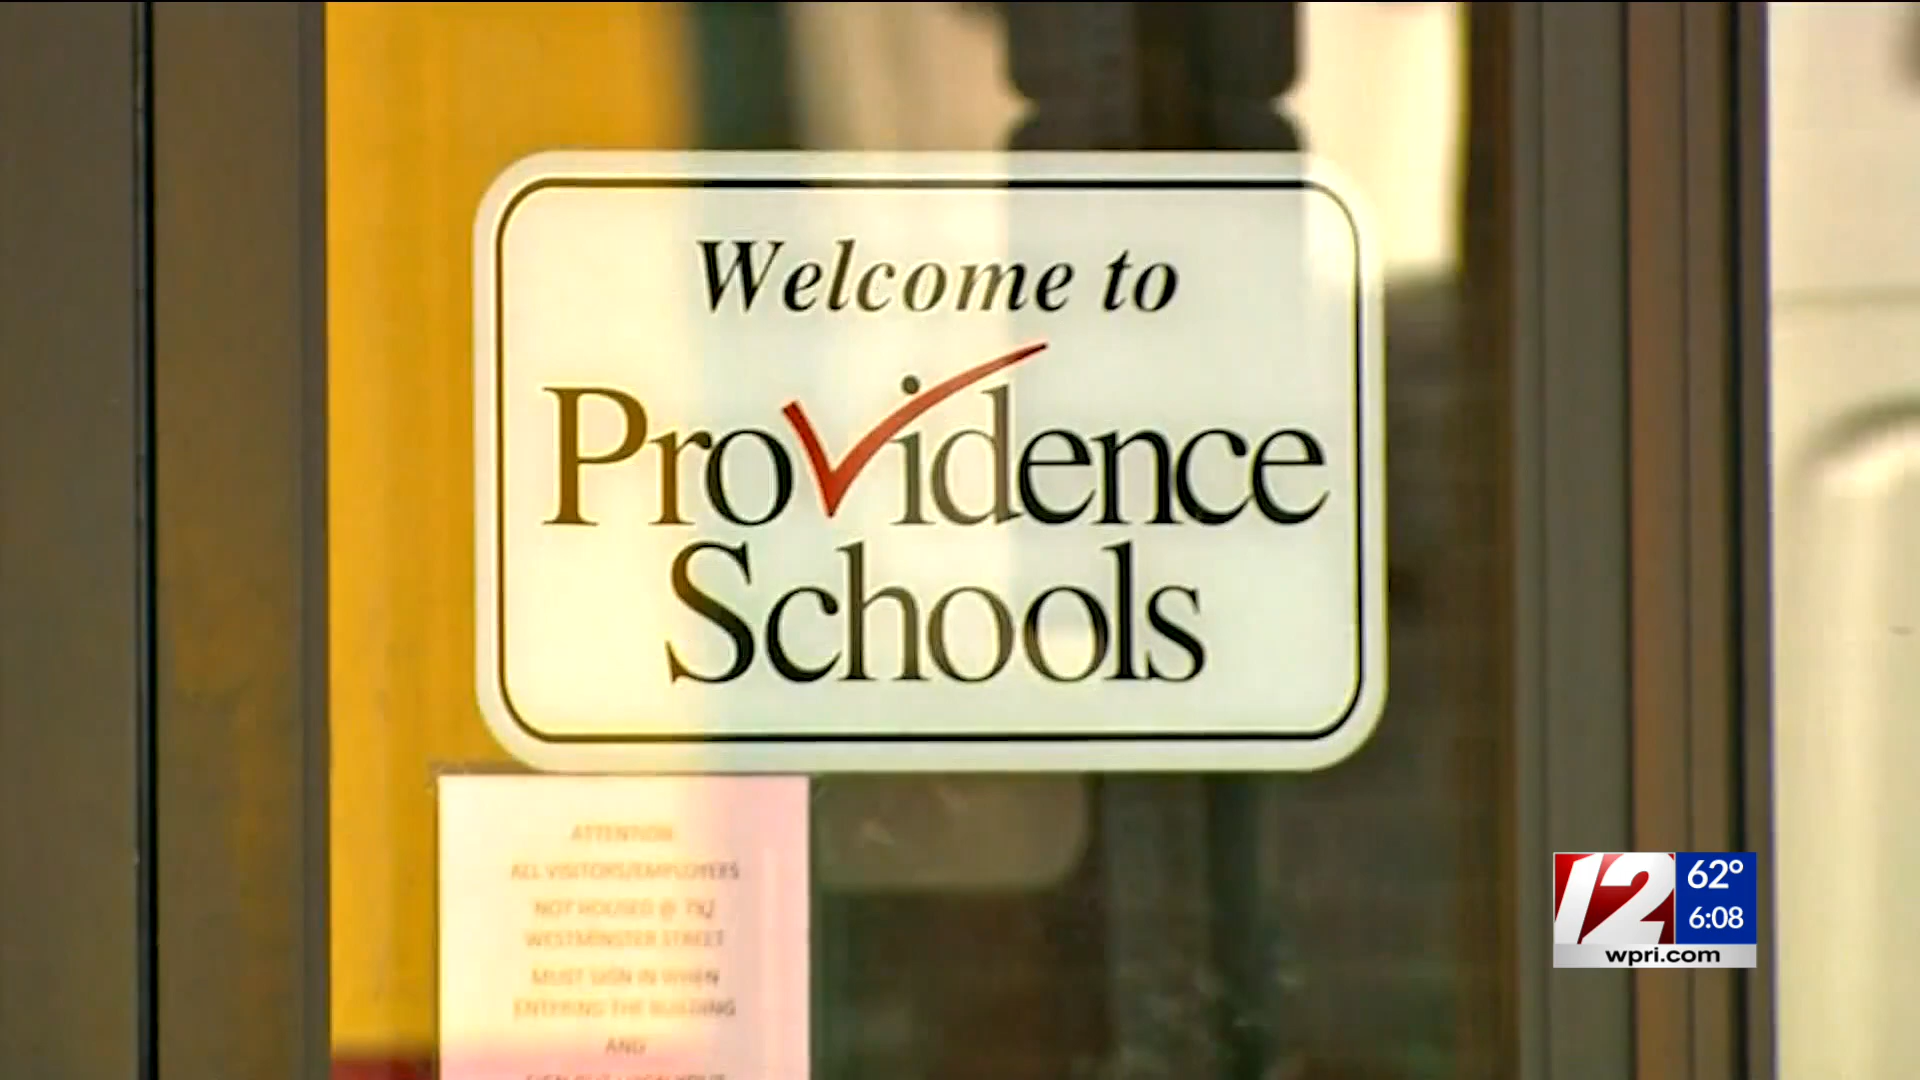 Welcome to
Providence
Schools
ATTENTION
ALL VISITORS/EMPLOYEES
NOT HOUSED @ 797
WESTMINSTER STREET
MUST SIGN IN WHEN
ENTERING THE BUILDING
AND
12
62°
6:08
wpri.com